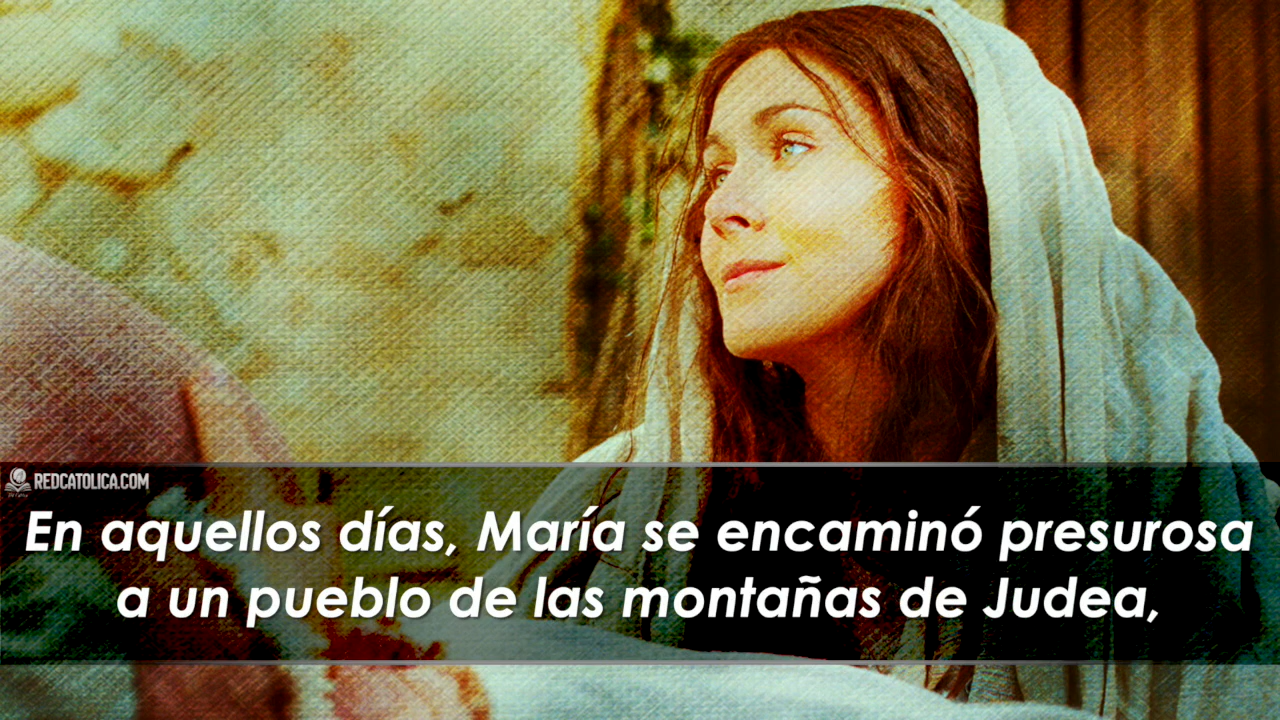 REDCATOLICA.COM
En aquellos días, María se encaminó presurosa
a un pueblo de las montañas de Judea,